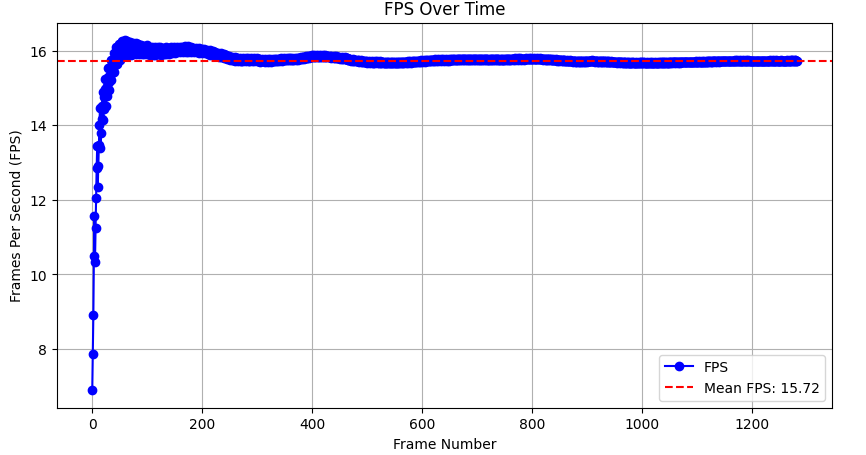 FPS Over Time
Frames Per Second (FPS)
16
14
12
10
8
0 200 400 600 800 1000 1200
Frame Number
FPS
Mean FPS: 15.72